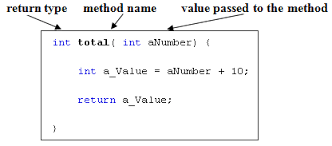 return type method name value passed to the method
int total( int aNumber) {
int a_Value = aNumber + 10;
return a_Value;
}